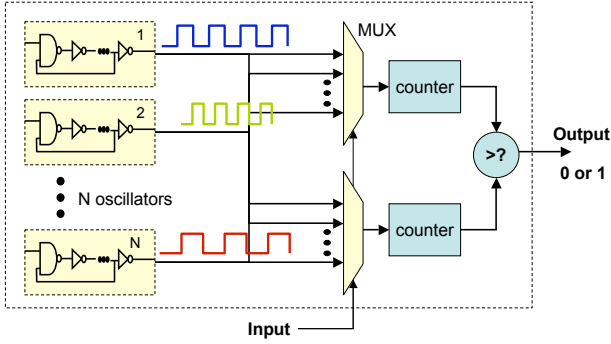 1
MUX
2
counter
Output
>?
0 or 1
N oscillators
N
counter
Input